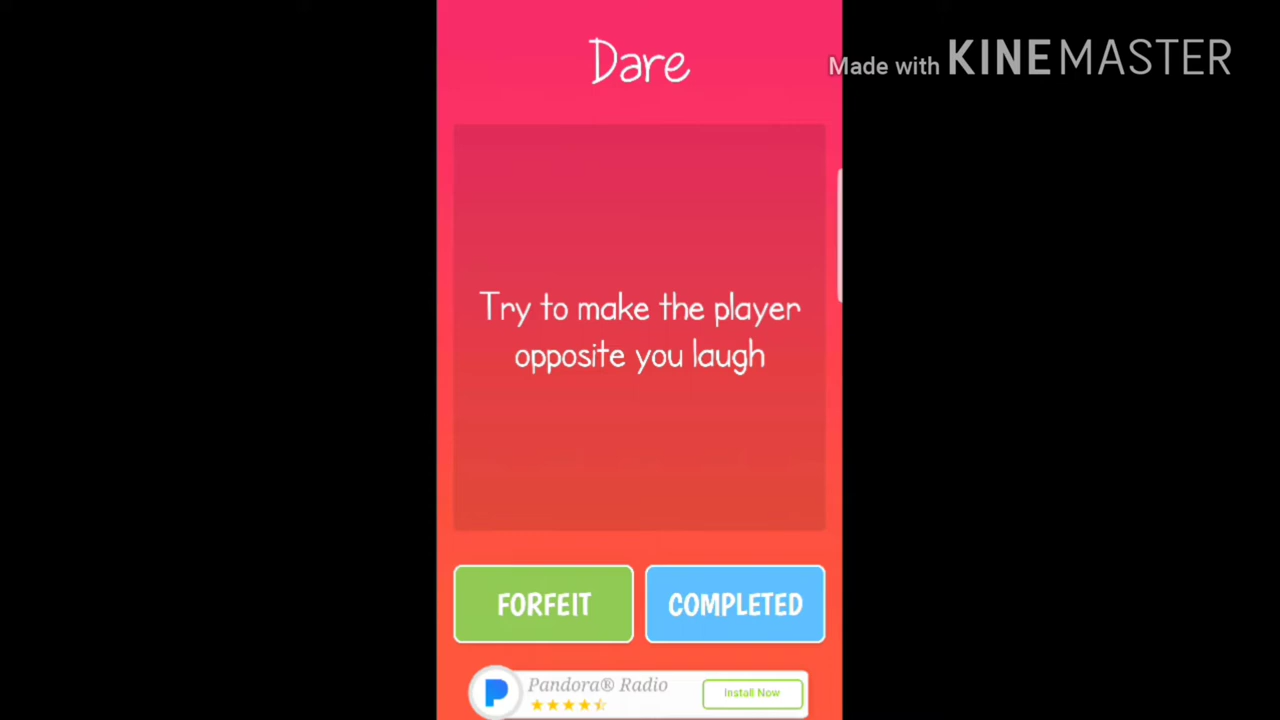 Dare
Made with KINEMASTER
Try to make the player
opposite you laugh
FORFEIT
COMPLETED
Pandora® Radio
Install Now